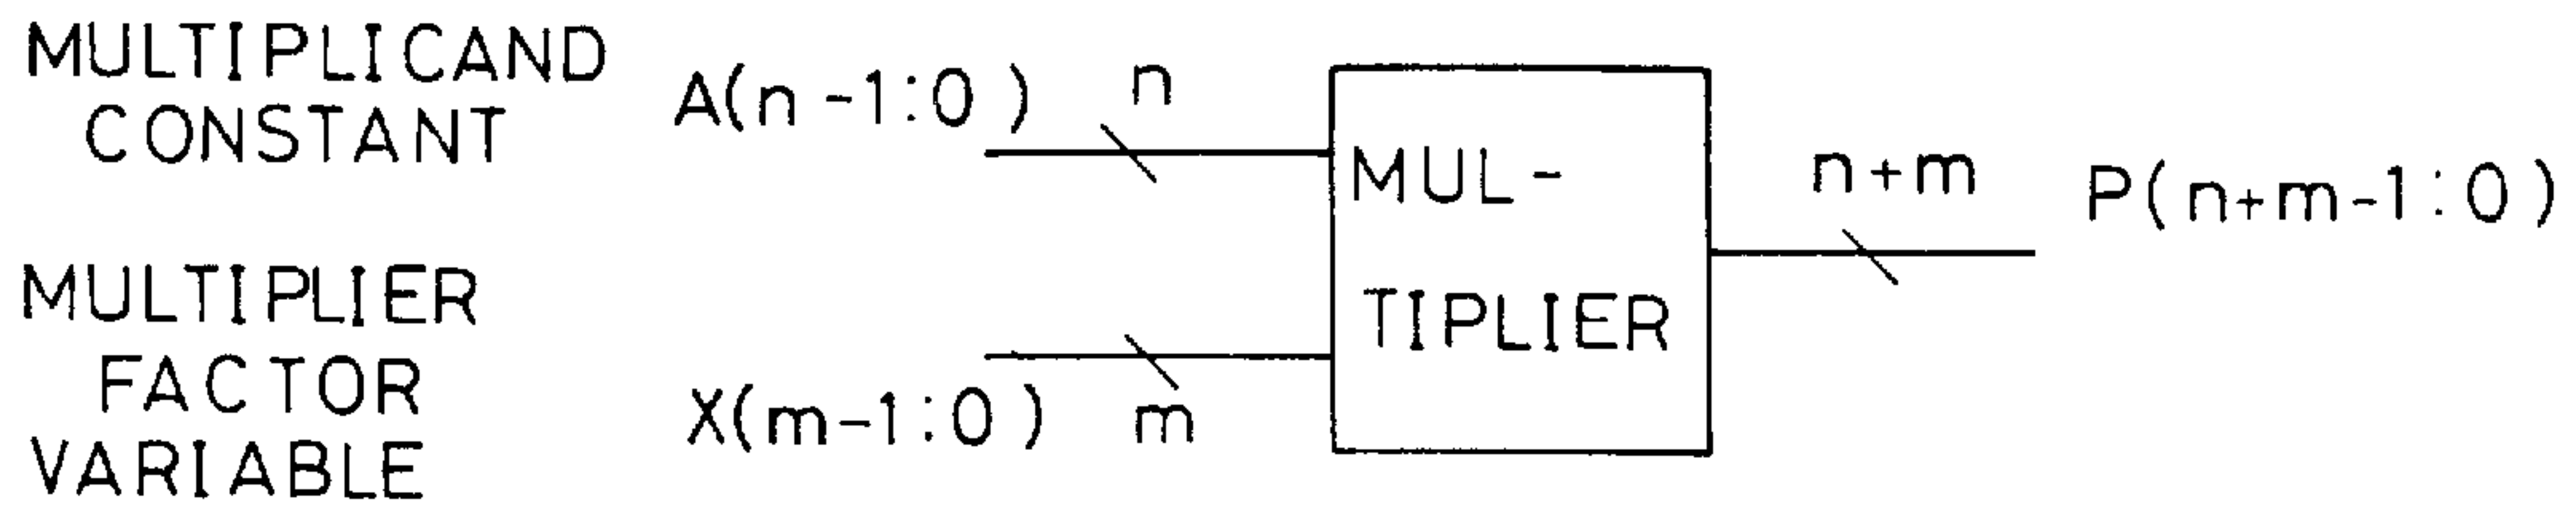 MULTIPLICAND
CONSTANT
A(n-1:0)
n
MULTIPLIER
FACTOR
VARIABLE
X(m-1:0)
m
MUL-
TIPLIER
n+m
P(n+m-1:0)